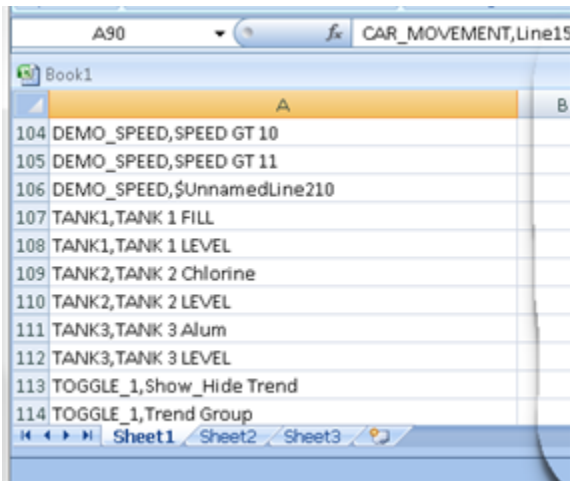 A90 fx CAR_MOVEMENT,Line15
Book1
A B
104 DEMO_SPEED,SPEED GT 10
105 DEMO_SPEED,SPEED GT 11
106 DEMO_SPEED,$UnnamedLine210
107 TANK1,TANK 1 FILL
108 TANK1,TANK 1 LEVEL
109 TANK2,TANK 2 Chlorine
110 TANK2,TANK 2 LEVEL
111 TANK3,TANK 3 Alum
112 TANK3,TANK 3 LEVEL
113 TOGGLE_1,Show_Hide Trend
114 TOGGLE_1,Trend Group
Sheet1 Sheet2 Sheet3